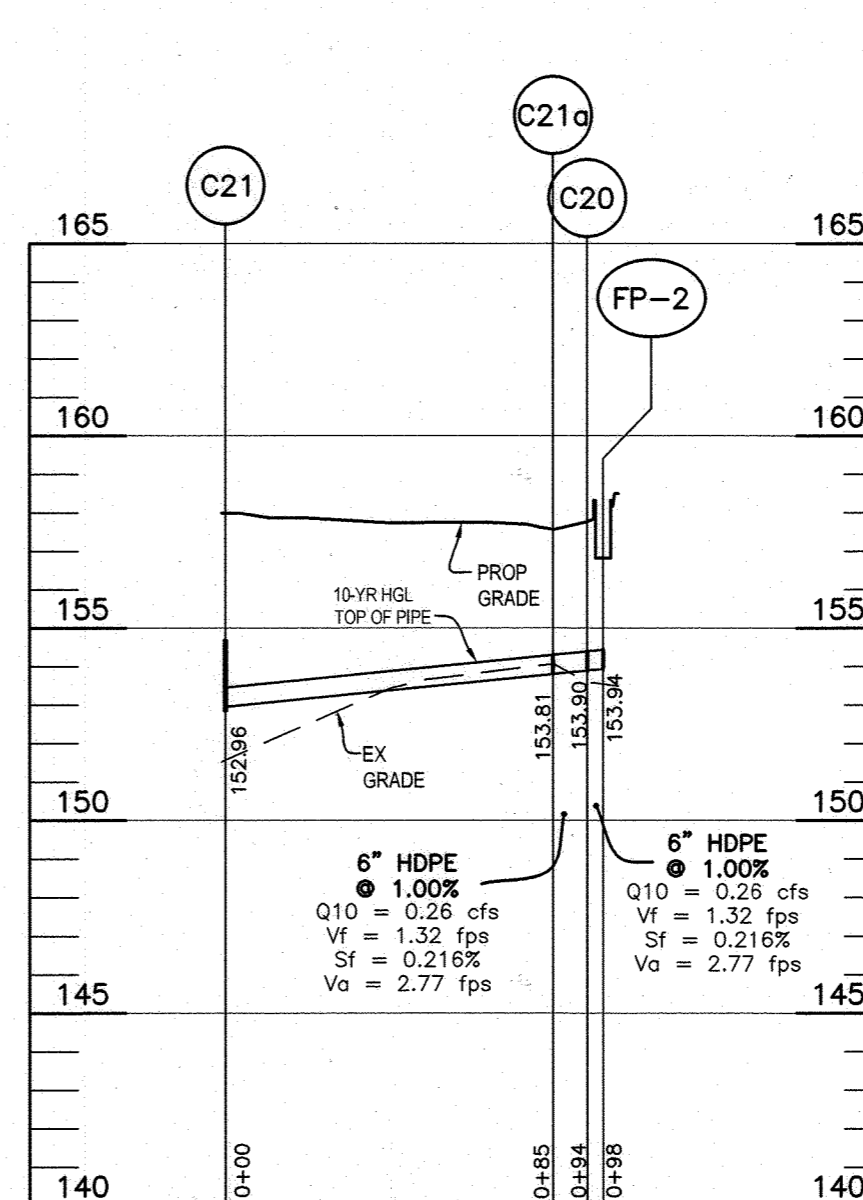 C21a
C21
C20
165
165
FP-2
160
160
PROP
GRADE
10-YR HGL
TOP OF PIPE
155
155
152.96
153.81
153.90
153.94
EX
GRADE
150
150
6" HDPE
@ 1.00%
Q10 = 0.26 cfs
Vf = 1.32 fps
Sf = 0.216%
Va = 2.77 fps
6" HDPE
@ 1.00%
Q10 = 0.26 cfs
Vf = 1.32 fps
Sf = 0.216%
Va = 2.77 fps
145
145
0+00
0+85
0+94
0+98
140
140